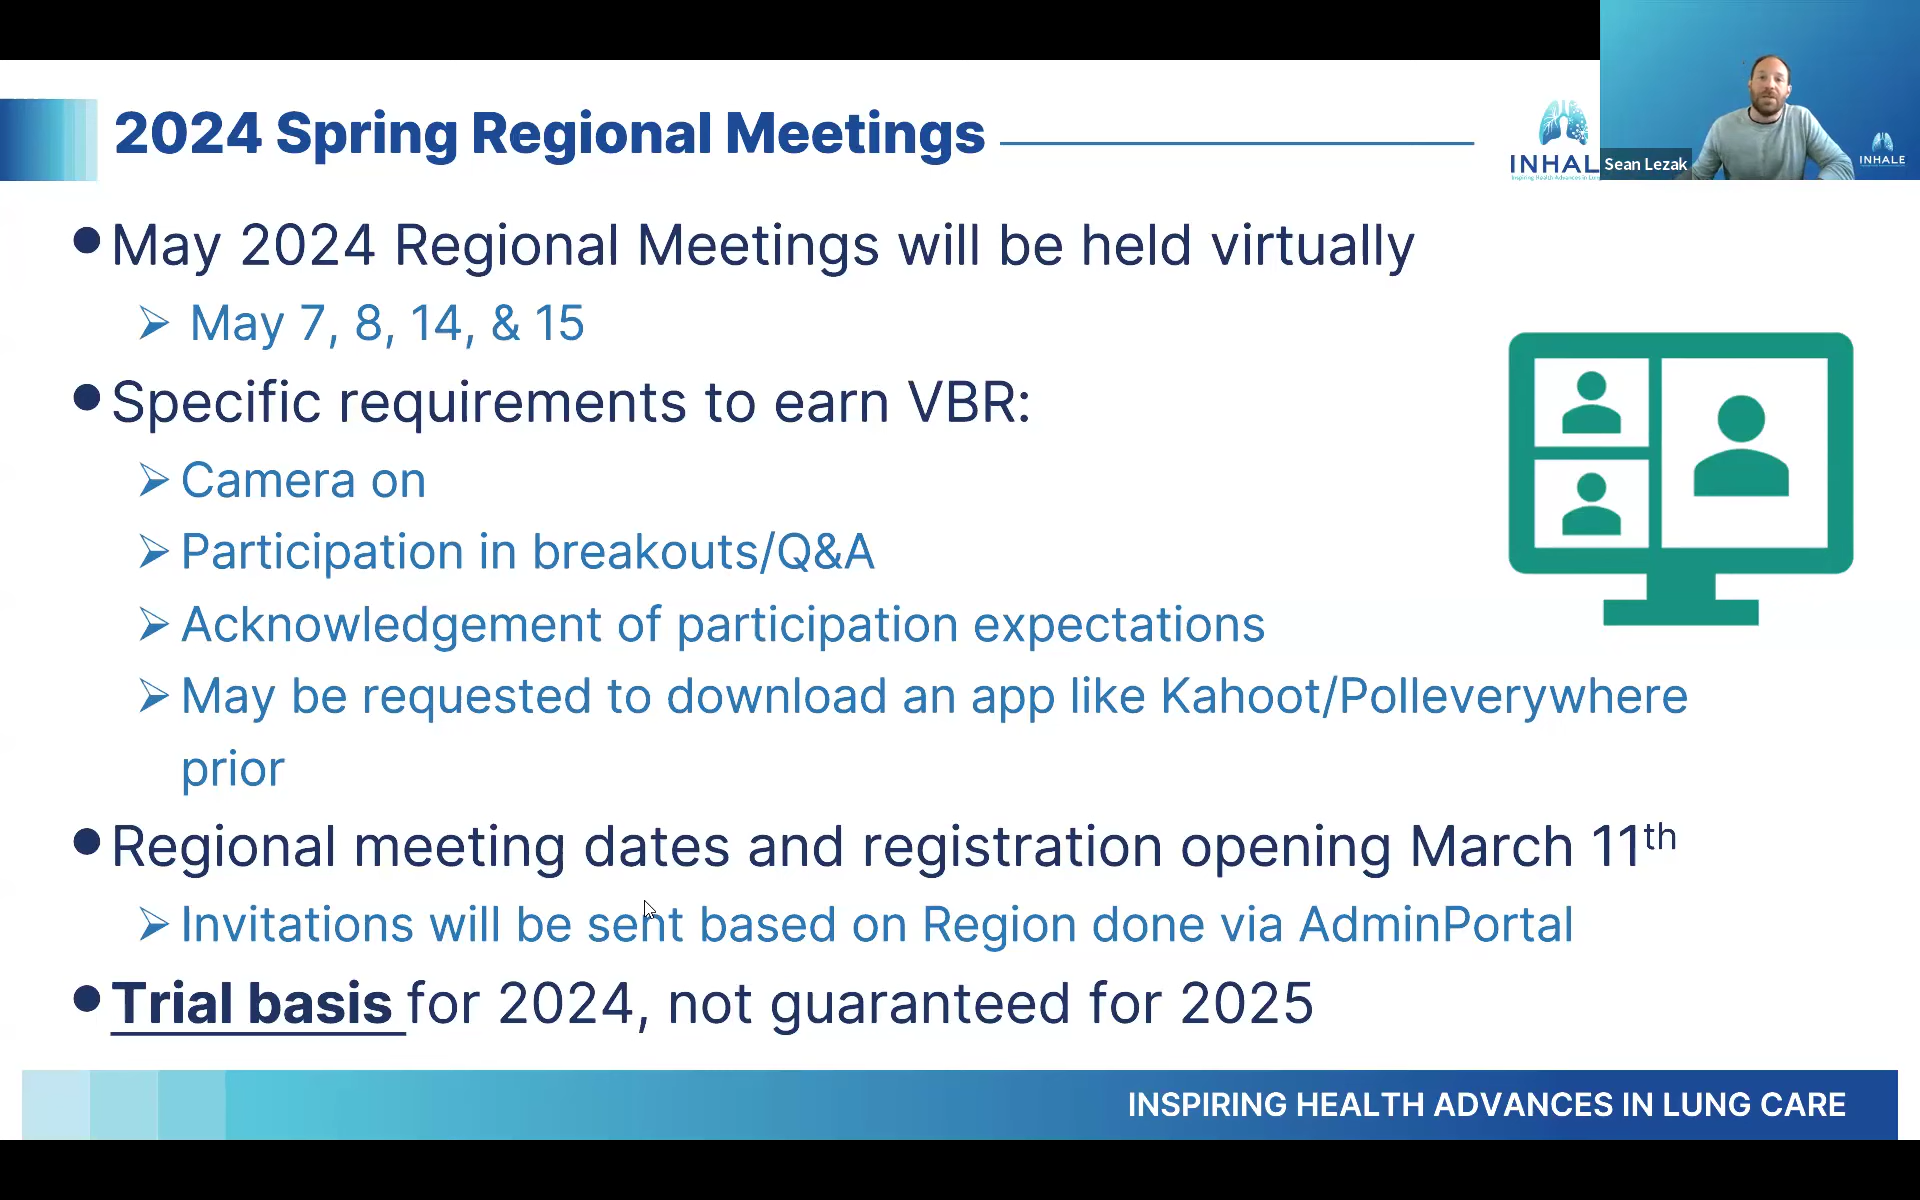 2024 Spring Regional Meetings
INHAL
Sean Lezak
INHALE
• May 2024 Regional Meetings will be held virtually
➢ May 7, 8, 14, & 15
• Specific requirements to earn VBR:
➢ Camera on
➢ Participation in breakouts/Q&A
➢ Acknowledgement of participation expectations
➢ May be requested to download an app like Kahoot/Polleverywhere
prior
• Regional meeting dates and registration opening March 11th
➢ Invitations will be sent based on Region done via AdminPortal
• Trial basis for 2024, not guaranteed for 2025
INSPIRING HEALTH ADVANCES IN LUNG CARE